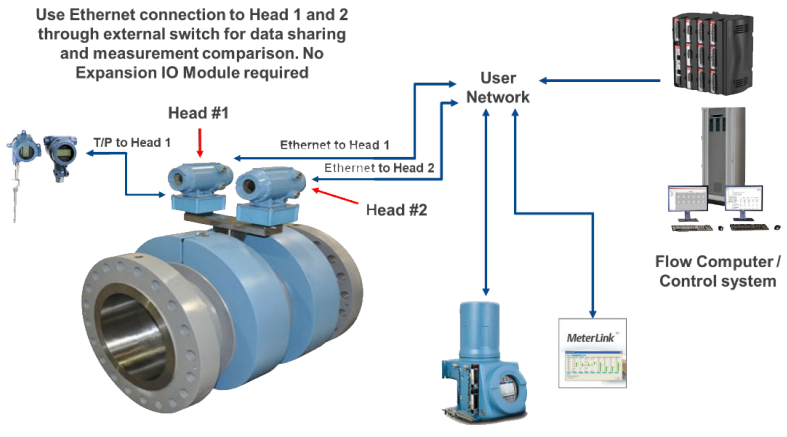 Use Ethernet connection to Head 1 and 2
through external switch for data sharing
and measurement comparison. No
Expansion IO Module required
User
Network
Head #1
T/P to Head 1
Ethernet to Head 1
Ethernet to Head 2
Head #2
Flow Computer /
Control system
MeterLink™